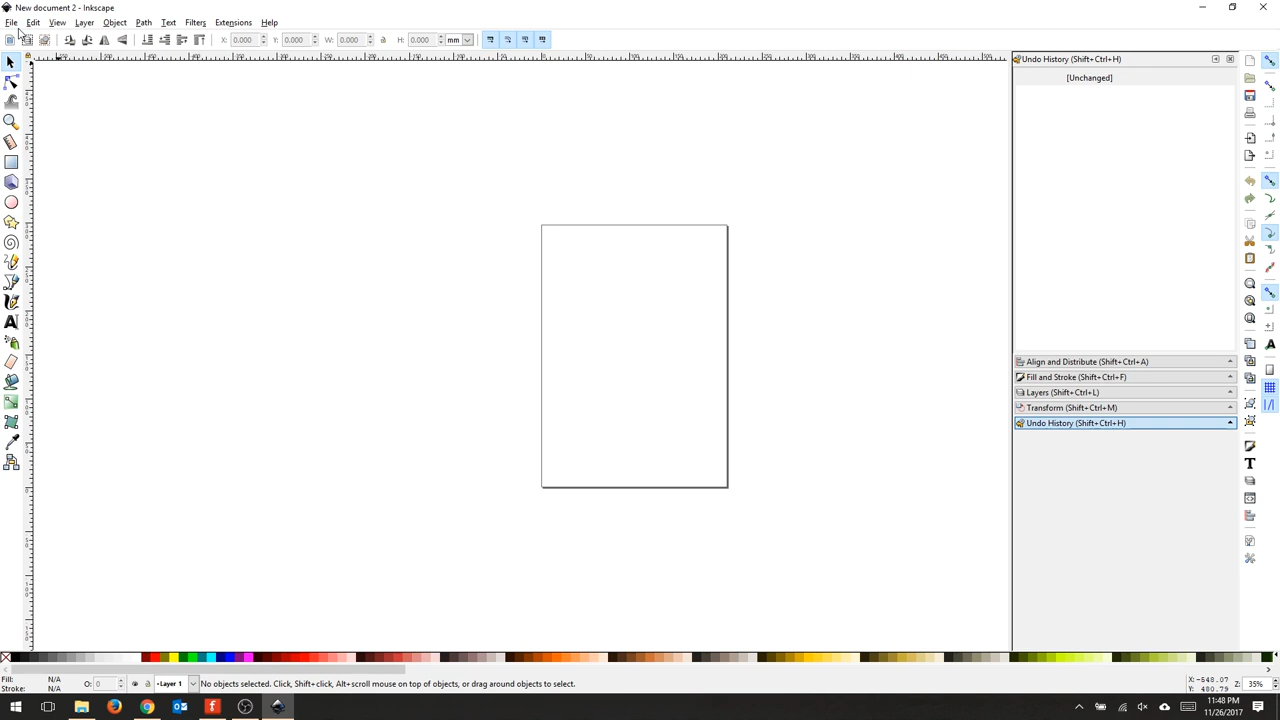 New document 2 - Inkscape
File Edit View Layer Object Path Text Filters Extensions Help
X: 0.000 Y: 0.000 W: 0.000 H: 0.000 mm
Undo History (Shift+Ctrl+H)
[Unchanged]
Align and Distribute (Shift+Ctrl+A)
Fill and Stroke (Shift+Ctrl+F)
Layers (Shift+Ctrl+L)
Transform (Shift+Ctrl+M)
Undo History (Shift+Ctrl+H)
Fill: N/A
Stroke: N/A
O: 0
Layer 1
No objects selected. Click, Shift+click, Alt+scroll mouse on top of objects, or drag around objects to select.
X: -548.07
Y: 480.79
Z: 35%
11:48 PM
11/26/2017